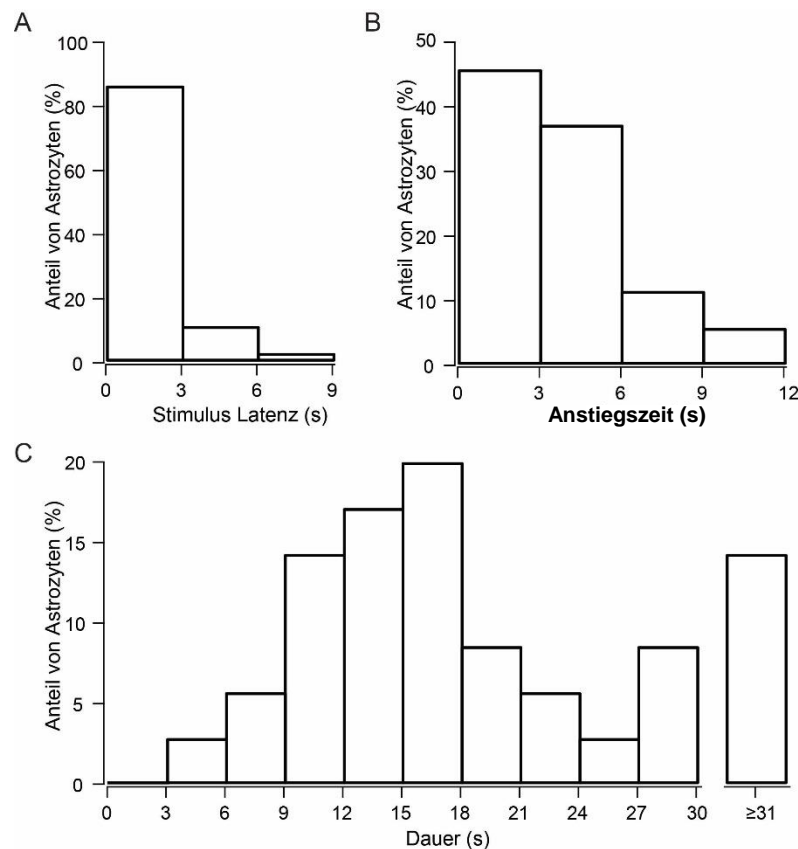 A
Anteil von Astrozyten (%)
100
80
60
40
20
0
0 3 6 9
Stimulus Latenz (s)
B
Anteil von Astrozyten (%)
50
40
30
20
10
0
0 3 6 9 12
Anstiegszeit (s)
C
Anteil von Astrozyten (%)
20
15
10
5
0
0 3 6 9 12 15 18 21 24 27 30 ≥31
Dauer (s)